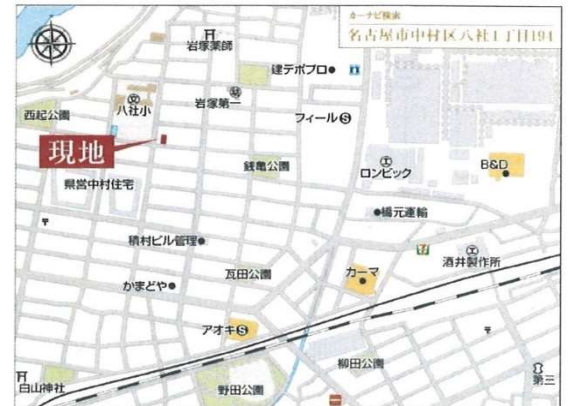 カーナビ検索
名古屋市中村区八社1丁目191
岩塚薬師
建デポプロ
八社小
岩塚第一
西起公園
フィール
現地
銭亀公園
ロンビック
B&D
県営中村住宅
橋元運輸
積村ビル管理
酒井製作所
瓦田公園
カーマ
かまどや
アオキ
柳田公園
白山神社
野田公園
第三